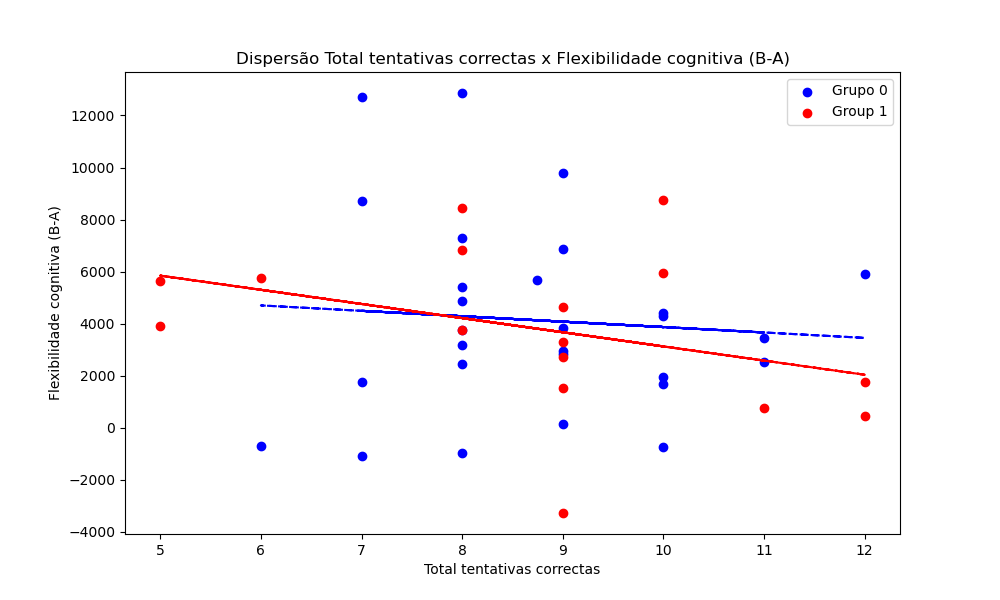 Dispersão Total tentativas correctas x Flexibilidade cognitiva (B-A)
Grupo 0
Group 1
12000
10000
8000
6000
4000
2000
0
−2000
−4000
Flexibilidade cognitiva (B-A)
5 6 7 8 9 10 11 12
Total tentativas correctas